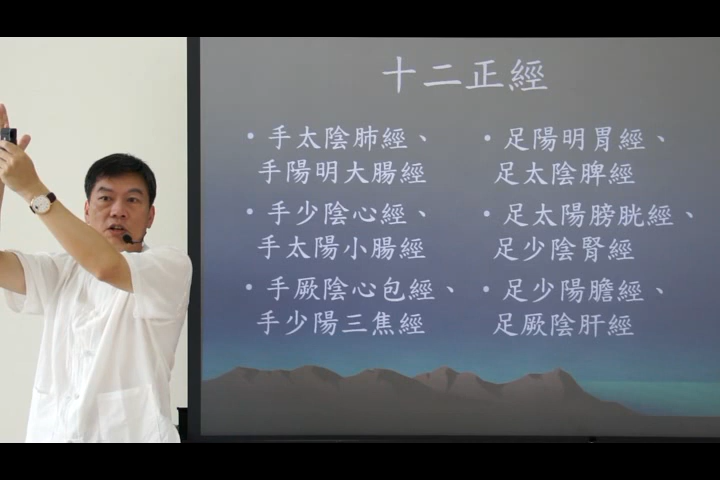 十二正經
・手太陰肺經、
手陽明大腸經
・手少陰心經、
手太陽小腸經
・手厥陰心包經、
手少陽三焦經
・足陽明胃經、
足太陰脾經
・足太陽膀胱經、
足少陰腎經
・足少陽膽經、
足厥陰肝經